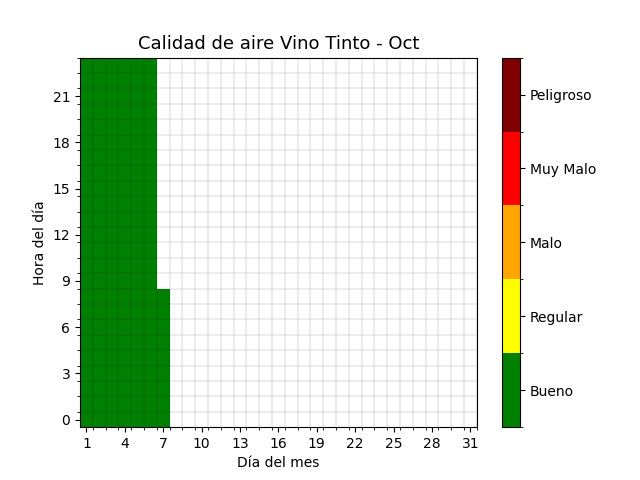 Calidad de aire Vino Tinto - Oct
Hora del día
21
18
15
12
9
6
3
0
1 4 7 10 13 16 19 22 25 28 31
Día del mes
Peligroso
Muy Malo
Malo
Regular
Bueno